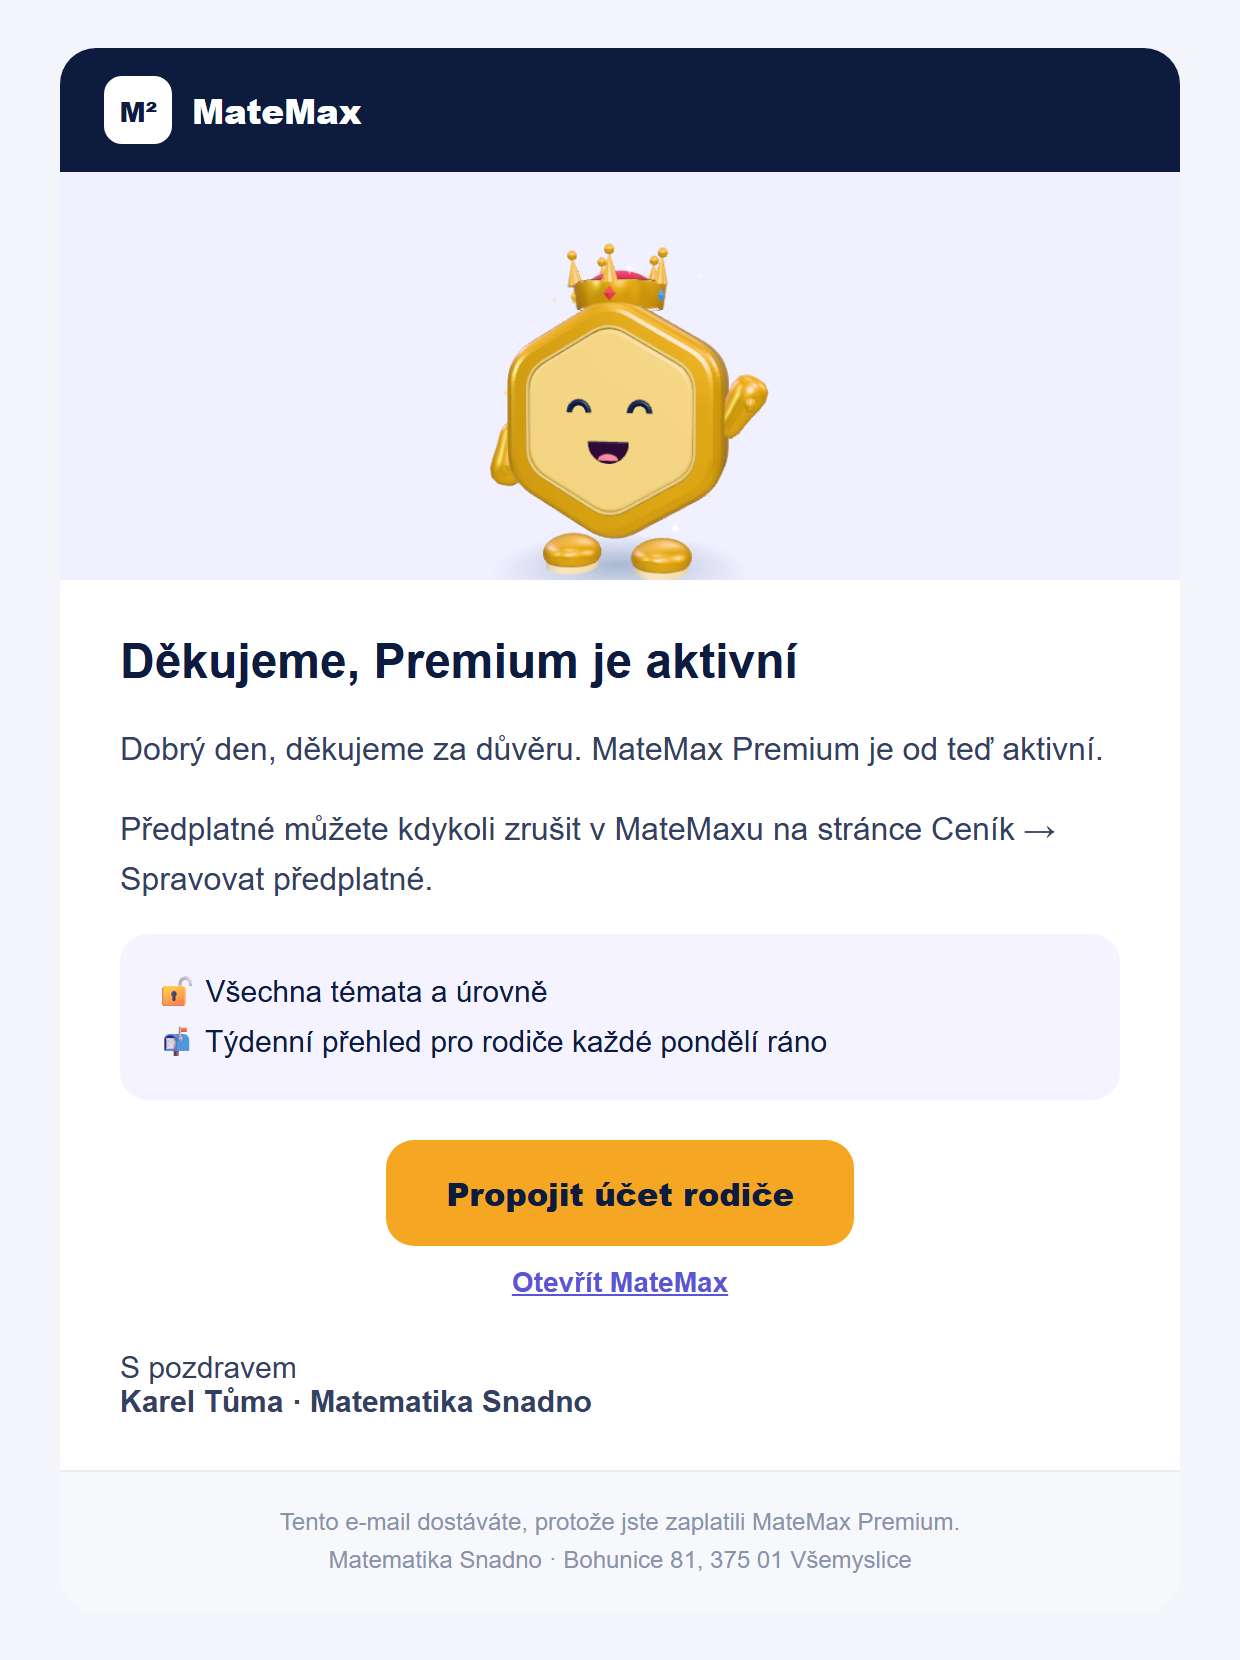 M²
MateMax
Děkujeme, Premium je aktivní
Dobrý den, děkujeme za důvěru. MateMax Premium je od teď aktivní.
Předplatné můžete kdykoli zrušit v MateMaxu na stránce Ceník →
Spravovat předplatné.
🔓 Všechna témata a úrovně
📬 Týdenní přehled pro rodiče každé pondělí ráno
Propojit účet rodiče
Otevřít MateMax
S pozdravem
Karel Tůma · Matematika Snadno
Tento e-mail dostáváte, protože jste zaplatili MateMax Premium.
Matematika Snadno · Bohunice 81, 375 01 Všemyslice